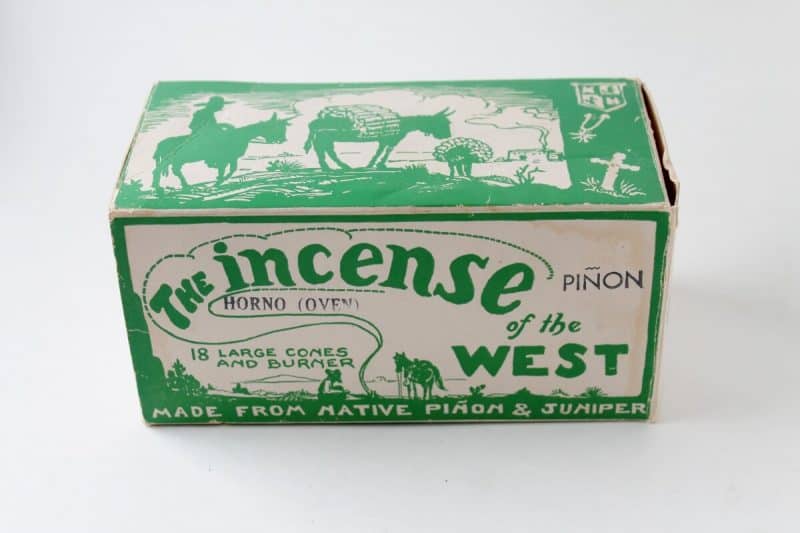 THE incense
HORNO (OVEN)
PIÑON
of the
WEST
18 LARGE CONES
AND BURNER
MADE FROM NATIVE PIÑON & JUNIPER